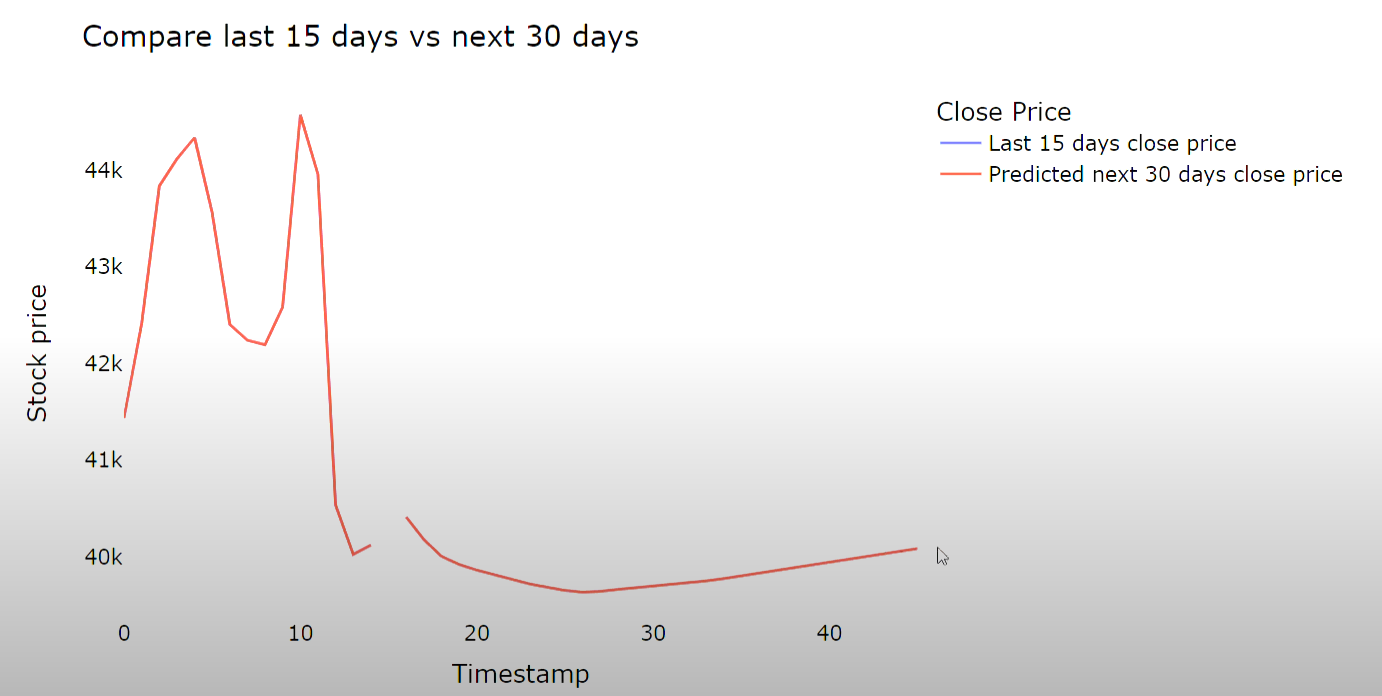 Compare last 15 days vs next 30 days
Close Price
Last 15 days close price
Predicted next 30 days close price
44k
43k
42k
41k
40k
Stock price
0 10 20 30 40
Timestamp